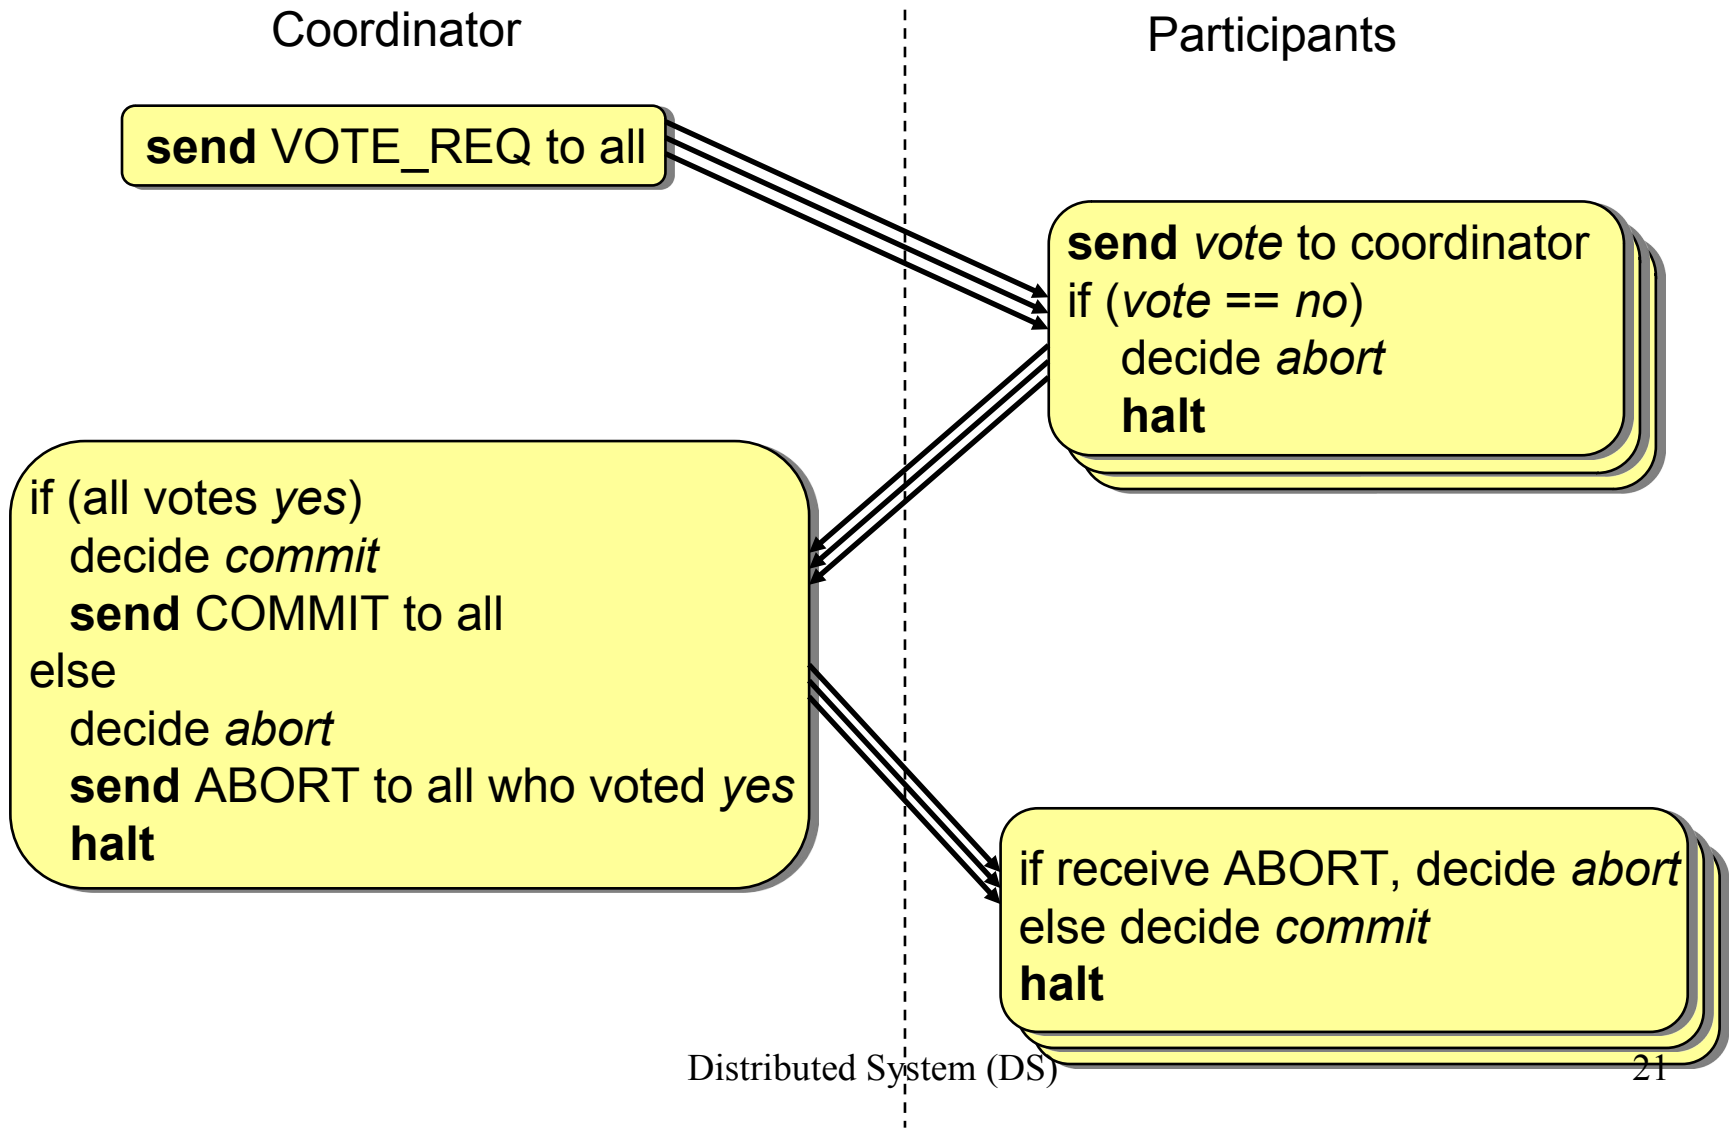 Coordinator
Participants
send VOTE_REQ to all
send vote to coordinator
if (vote == no)
decide abort
halt
if (all votes yes)
decide commit
send COMMIT to all
else
decide abort
send ABORT to all who voted yes
halt
if receive ABORT, decide abort
else decide commit
halt
Distributed System (DS)
21